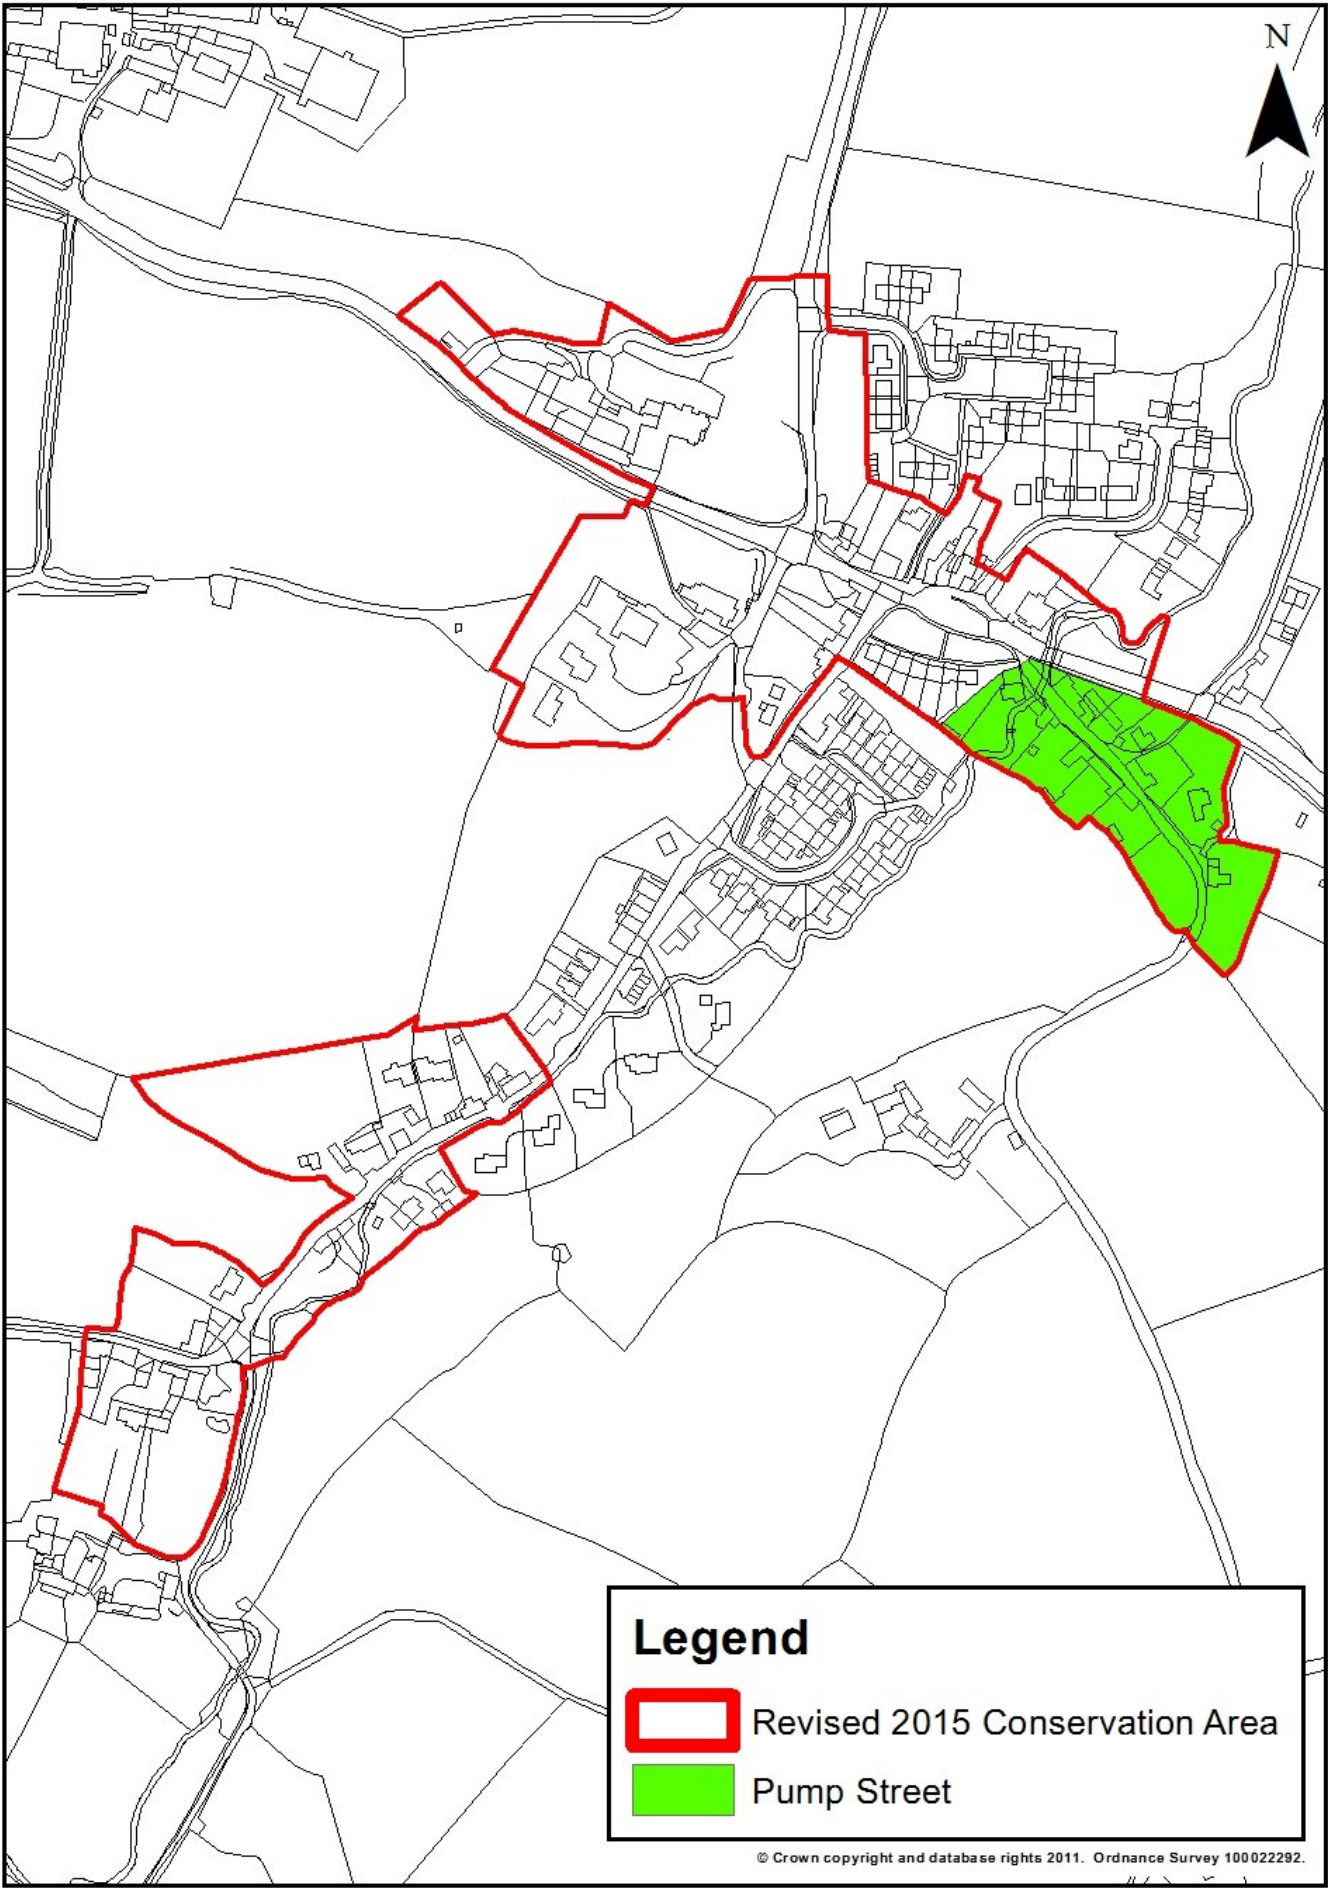 N
Legend
Revised 2015 Conservation Area
Pump Street
© Crown copyright and database rights 2011. Ordnance Survey 100022292.